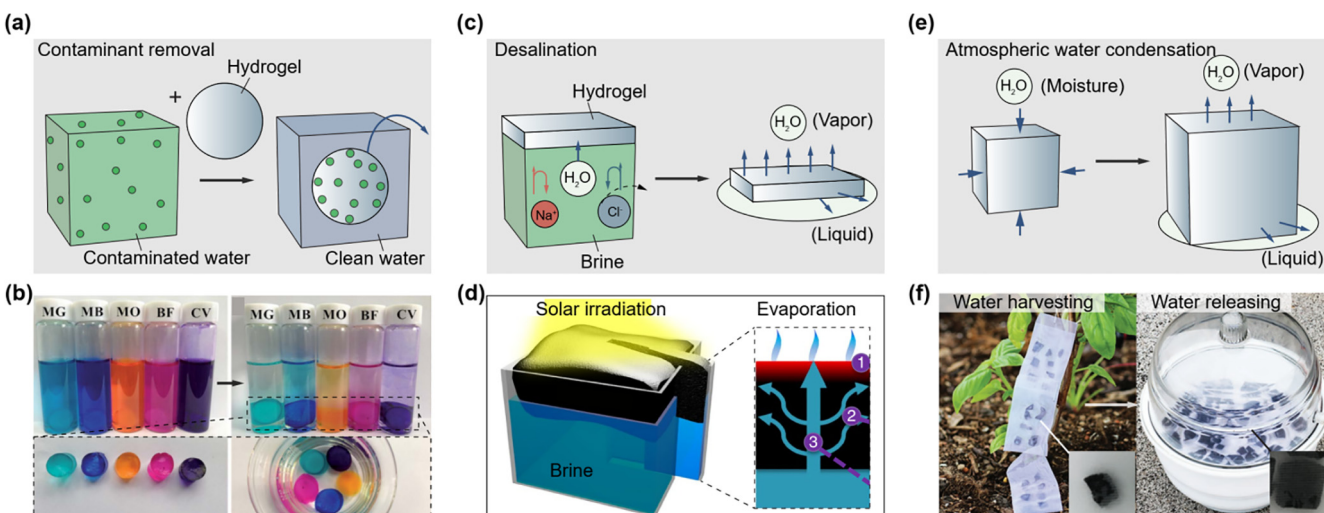 (a)
Contaminant removal
Hydrogel
+
Contaminated water
Clean water
(b)
MG MB MO BF CV
MG MB MO BF CV
(c)
Desalination
Hydrogel
H₂O
(Vapor)
H₂O
Na⁺
Cl⁻
(Liquid)
Brine
(d)
Solar irradiation
Evaporation
1
2
3
Brine
(e)
Atmospheric water condensation
H₂O
(Moisture)
H₂O
(Vapor)
(Liquid)
(f)
Water harvesting
Water releasing